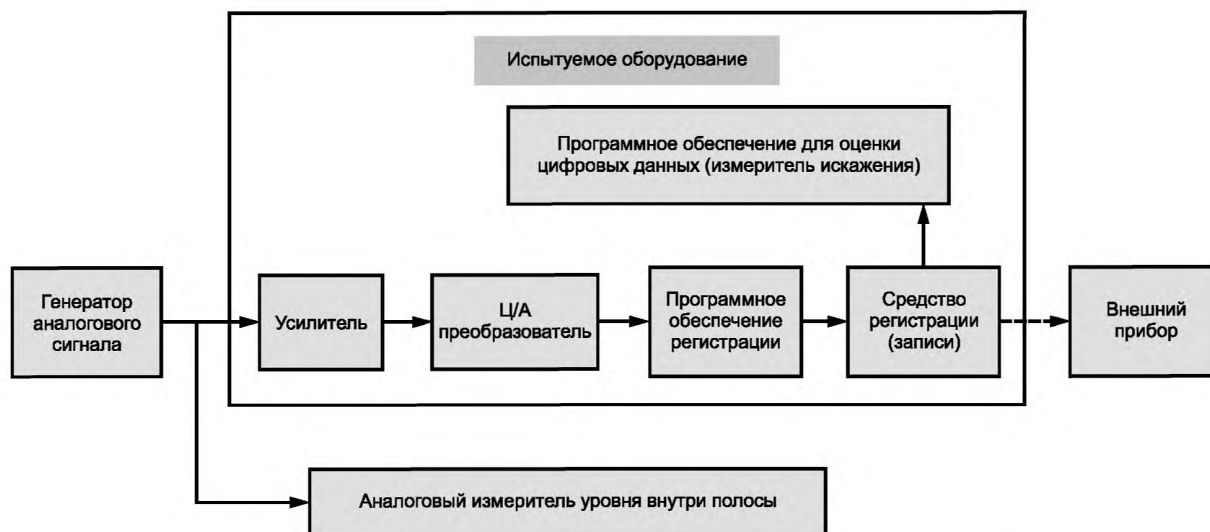 Испытуемое оборудование
Программное обеспечение для оценки
цифровых данных (измеритель искажения)
Генератор
аналогового
сигнала
Усилитель
Ц/А
преобразователь
Программное
обеспечение
регистрации
Средство
регистрации
(записи)
Внешний
прибор
Аналоговый измеритель уровня внутри полосы